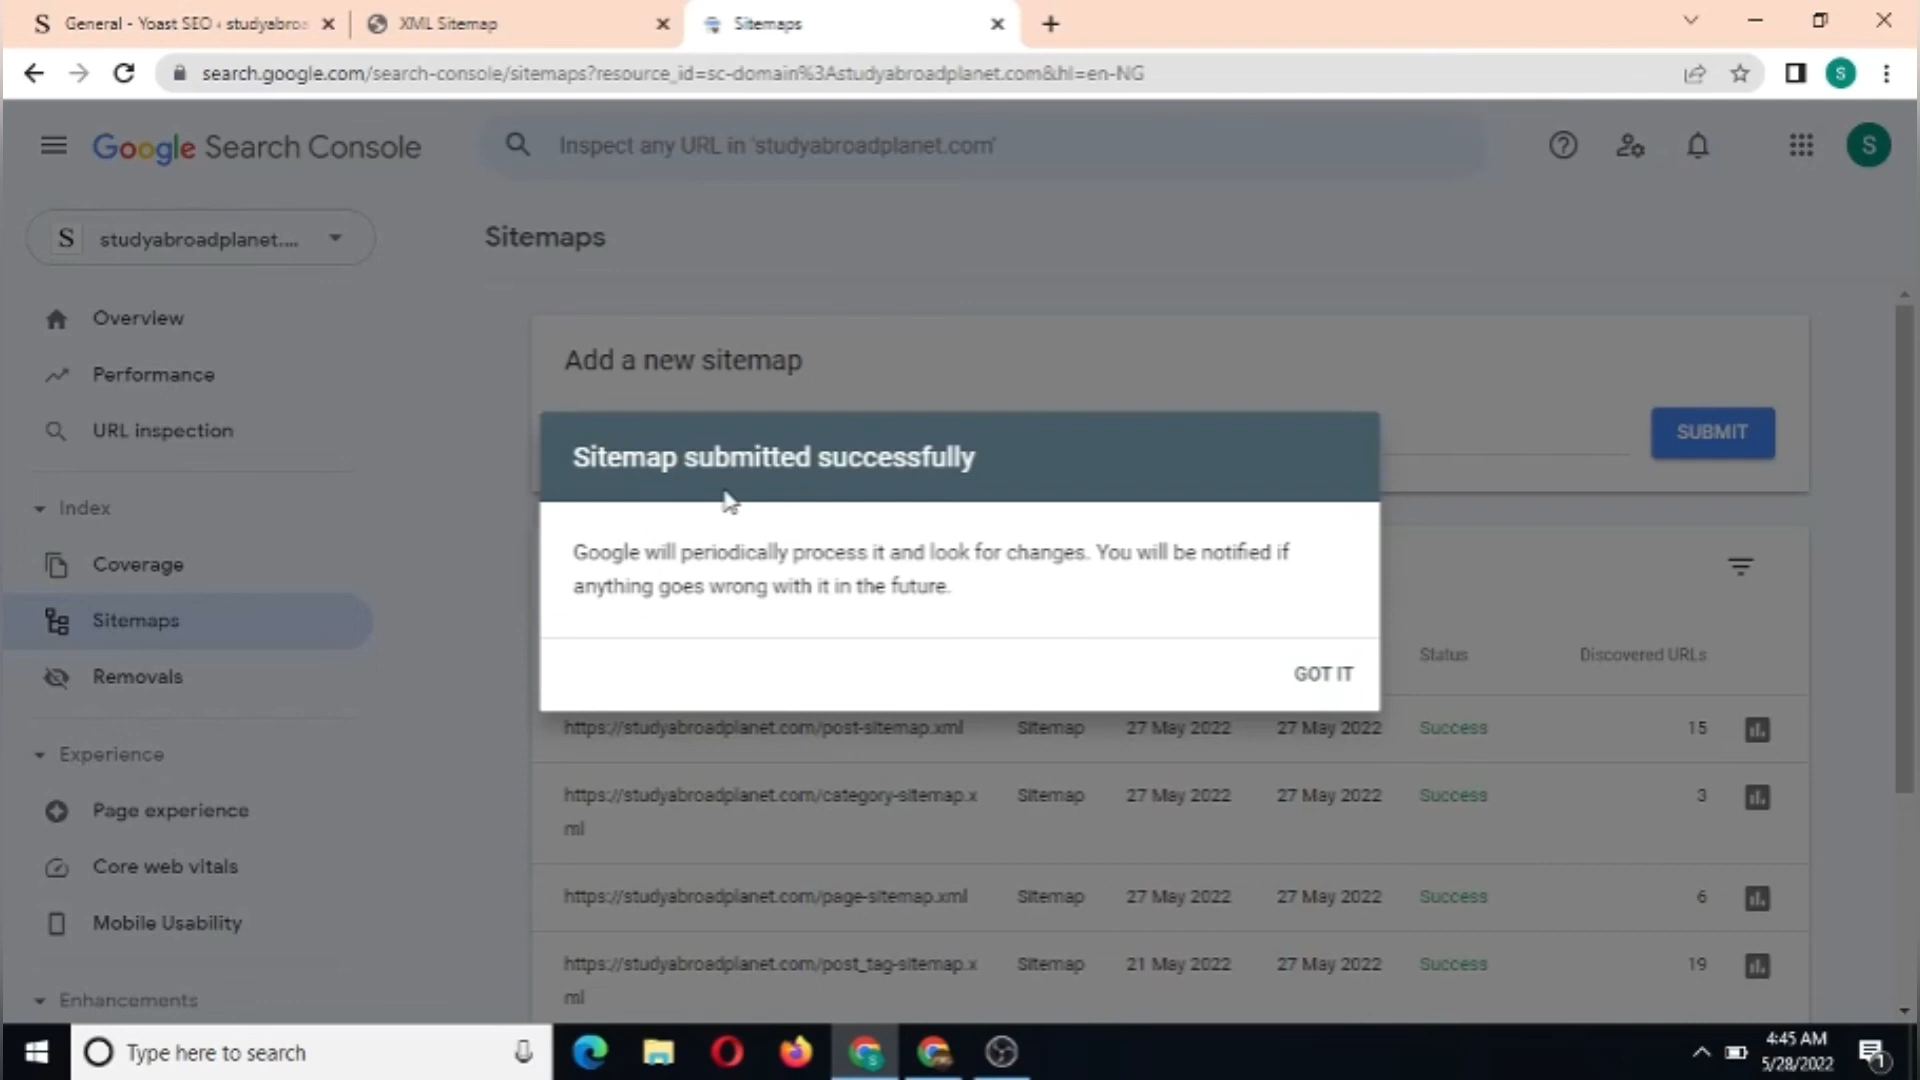 General - Yoast SEO ‹ studyabroa
XML Sitemap
Sitemaps
search.google.com/search-console/sitemaps?resource_id=sc-domain%3Astudyabroadplanet.com&hl=en-NG
S
Google Search Console
Inspect any URL in 'studyabroadplanet.com'
S
S studyabroadplanet....
Sitemaps
Overview
Performance
URL inspection
Index
Coverage
Sitemaps
Removals
Experience
Page experience
Core web vitals
Mobile Usability
Enhancements
Add a new sitemap
SUBMIT
Sitemap submitted successfully
Google will periodically process it and look for changes. You will be notified if
anything goes wrong with it in the future.
GOT IT
Status Discovered URLs
https://studyabroadplanet.com/post-sitemap.xml Sitemap 27 May 2022 27 May 2022 Success 15
https://studyabroadplanet.com/category-sitemap.x Sitemap 27 May 2022 27 May 2022 Success 3
ml
https://studyabroadplanet.com/page-sitemap.xml Sitemap 27 May 2022 27 May 2022 Success 6
https://studyabroadplanet.com/post_tag-sitemap.x Sitemap 21 May 2022 27 May 2022 Success 19
ml
Type here to search
4:45 AM
5/28/2022
1